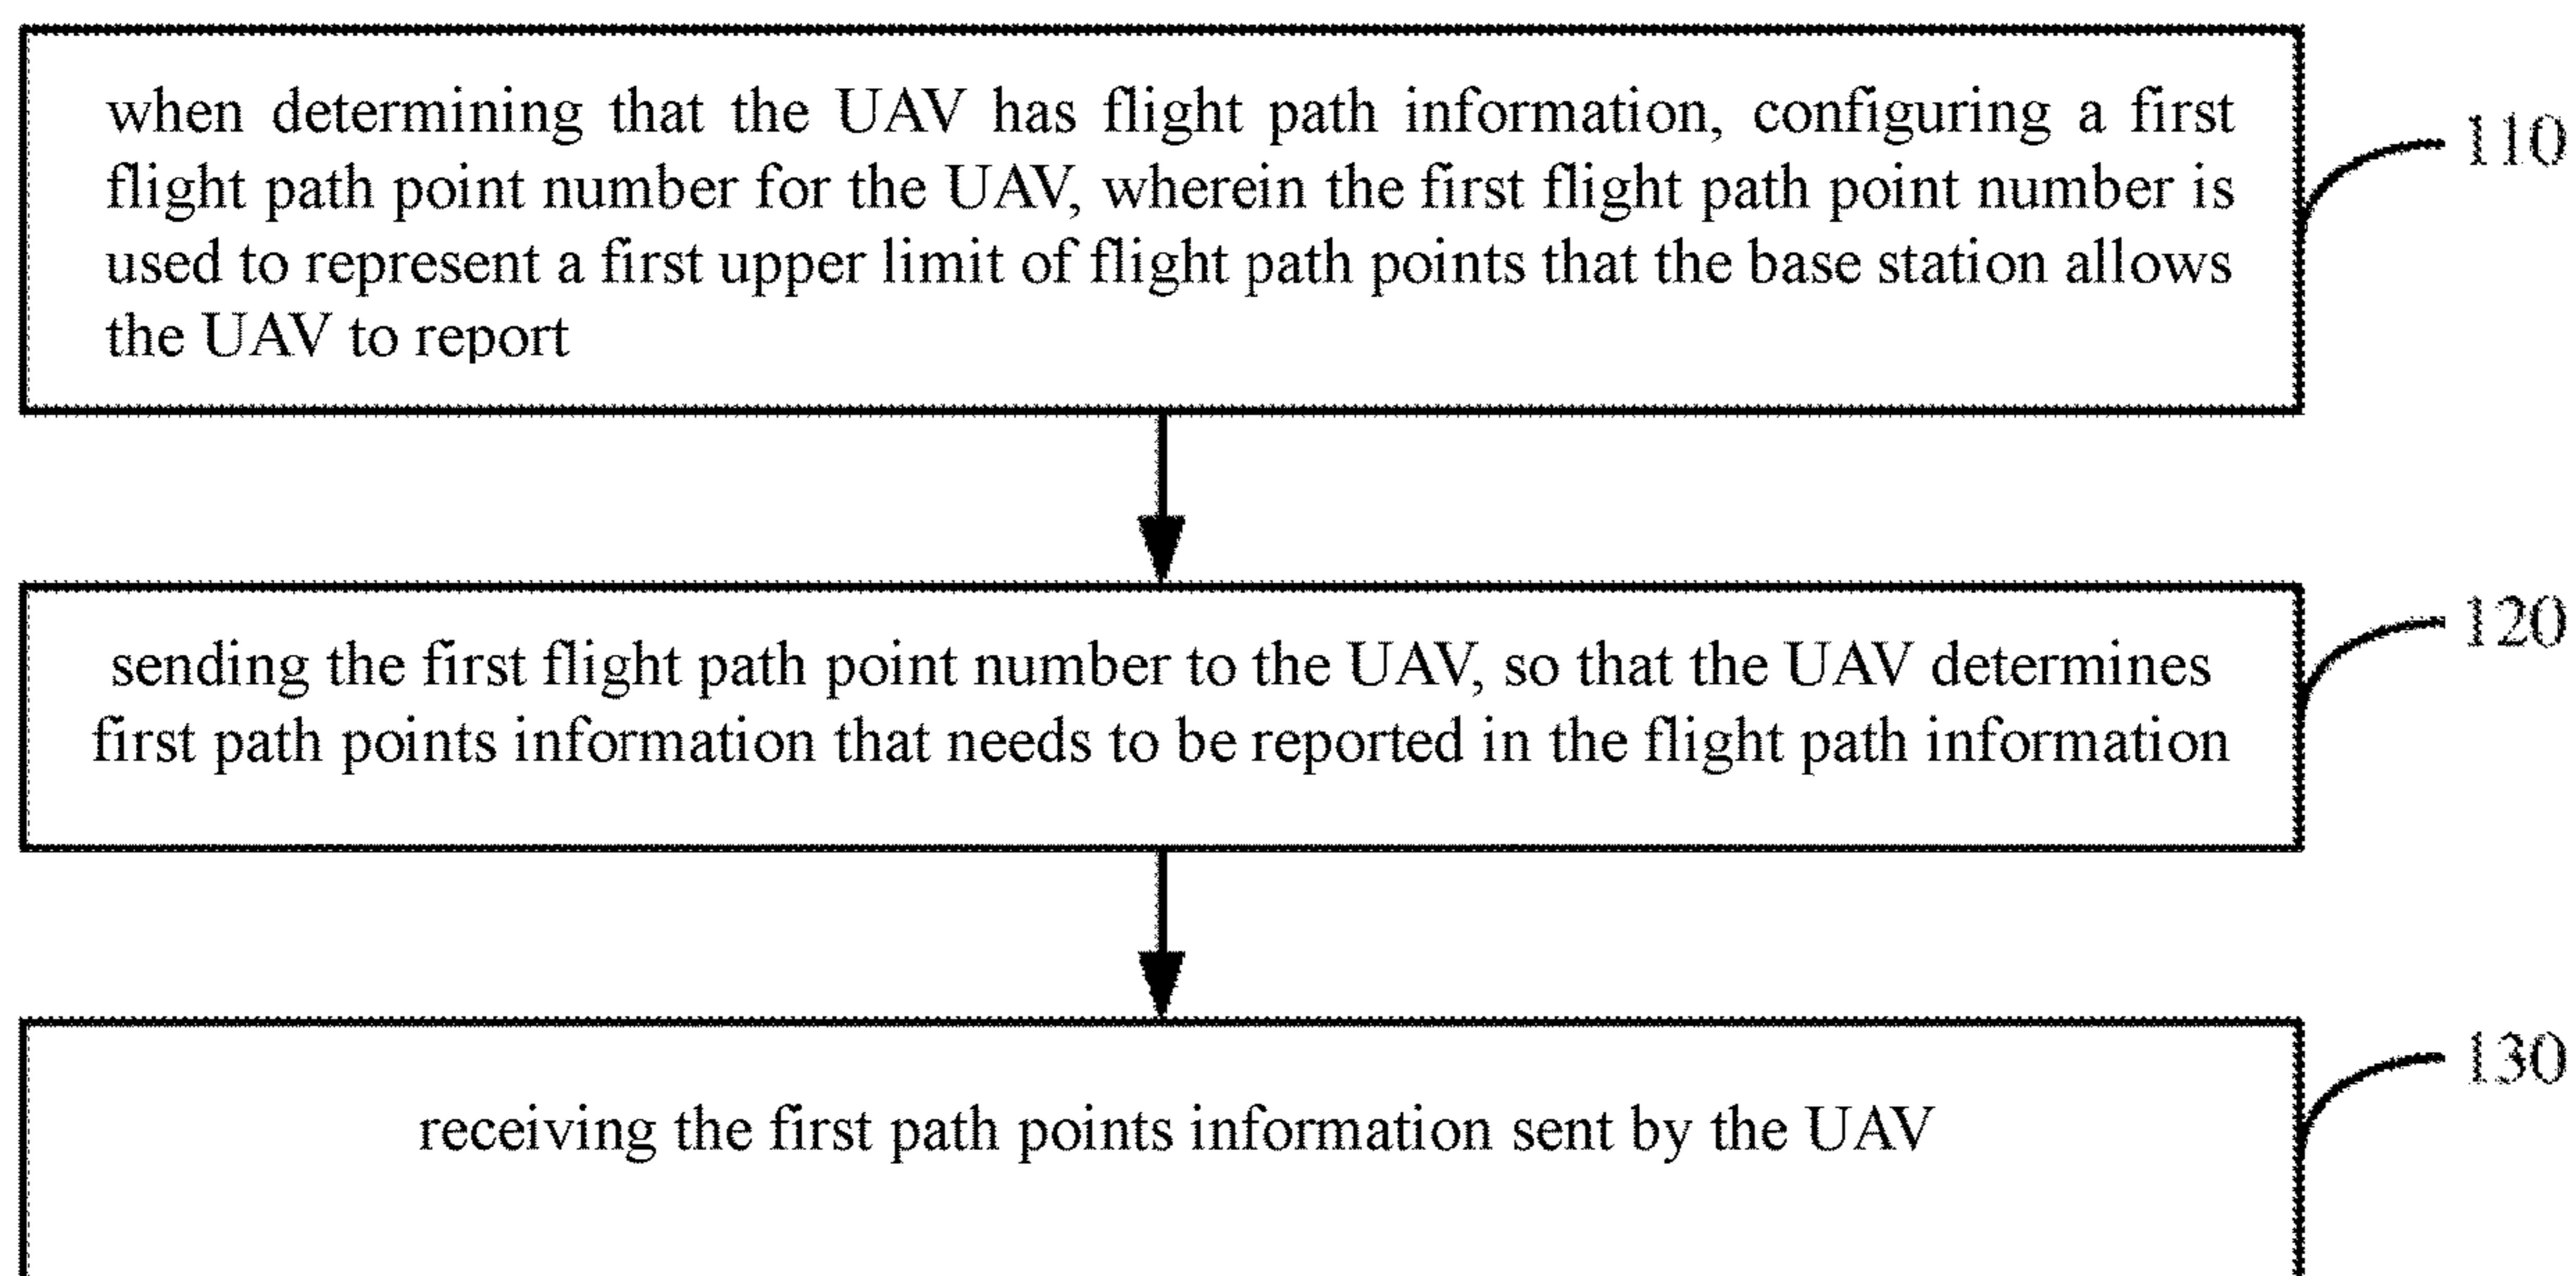 when determining that the UAV has flight path information, configuring a first
flight path point number for the UAV, wherein the first flight path point number is
used to represent a first upper limit of flight path points that the base station allows
the UAV to report
110
sending the first flight path point number to the UAV, so that the UAV determines
first path points information that needs to be reported in the flight path information
120
receiving the first path points information sent by the UAV
130